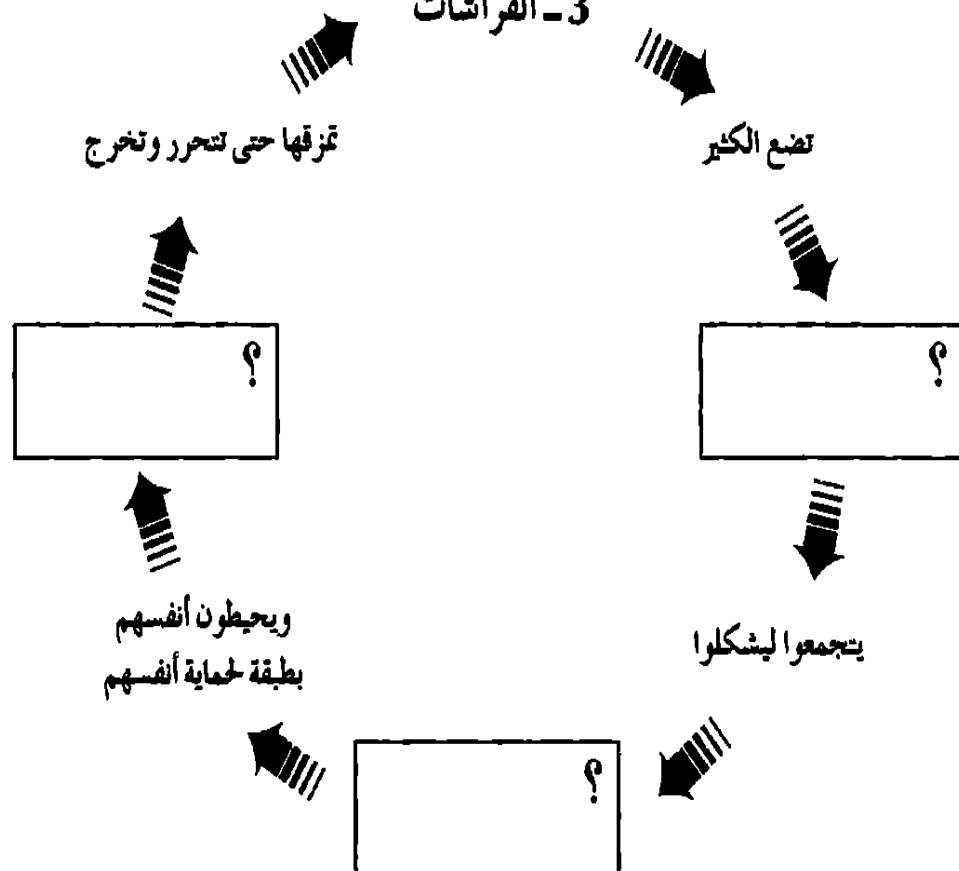 3 ـ الفراشات
تضع الكثير
؟
يتجمعوا ليشكلوا
؟
ويحيطون أنفسهم
بطبقة لحماية أنفسهم
؟
تمزقها حتى تتحرر وتخرج